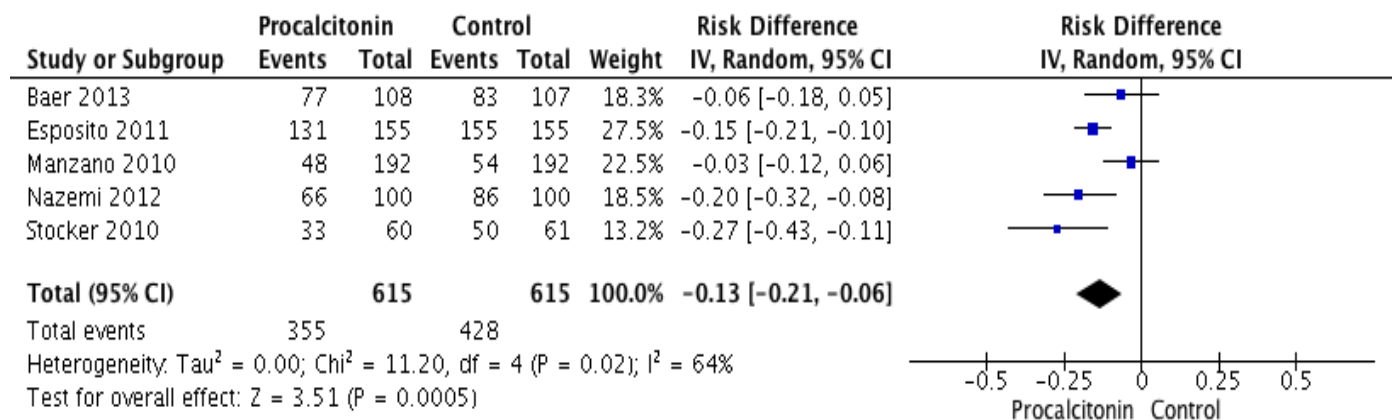 Procalcitonin Control Risk Difference Risk Difference
Study or Subgroup Events Total Events Total Weight IV, Random, 95% CI IV, Random, 95% CI
Baer 2013 77 108 83 107 18.3% −0.06 [−0.18, 0.05]
Esposito 2011 131 155 155 155 27.5% −0.15 [−0.21, −0.10]
Manzano 2010 48 192 54 192 22.5% −0.03 [−0.12, 0.06]
Nazemi 2012 66 100 86 100 18.5% −0.20 [−0.32, −0.08]
Stocker 2010 33 60 50 61 13.2% −0.27 [−0.43, −0.11]
Total (95% CI) 615 615 100.0% −0.13 [−0.21, −0.06]
Total events 355 428
Heterogeneity: Tau² = 0.00; Chi² = 11.20, df = 4 (P = 0.02); I² = 64%
Test for overall effect: Z = 3.51 (P = 0.0005)
−0.5 −0.25 0 0.25 0.5
Procalcitonin Control